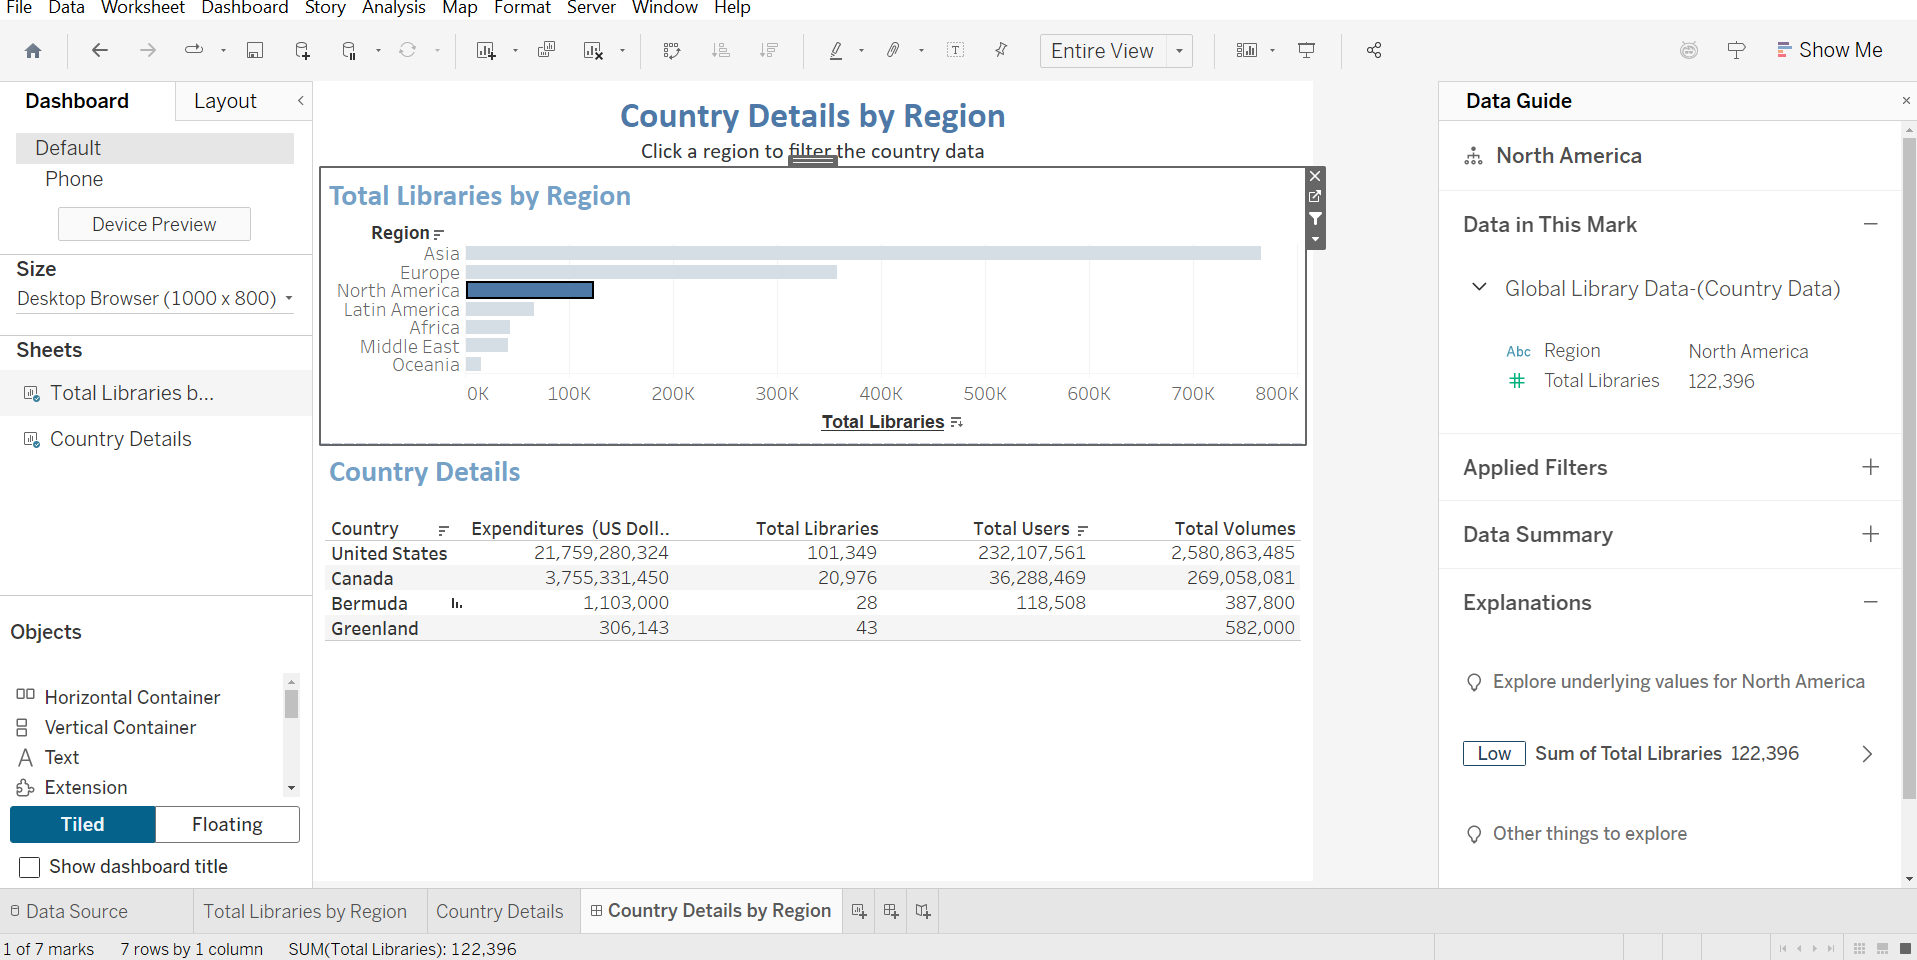 File Data Worksheet Dashboard Story Analysis Map Format Server Window Help
Entire View
Show Me
Dashboard Layout
Default
Phone
Device Preview
Size
Desktop Browser (1000 x 800)
Sheets
Total Libraries b...
Country Details
Objects
Horizontal Container
Vertical Container
Text
Extension
Tiled Floating
Show dashboard title
Country Details by Region
Click a region to filter the country data
Total Libraries by Region
Region
Asia
Europe
North America
Latin America
Africa
Middle East
Oceania
0K 100K 200K 300K 400K 500K 600K 700K 800K
Total Libraries
Country Details
Country Expenditures (US Doll.. Total Libraries Total Users Total Volumes
United States 21,759,280,324 101,349 232,107,561 2,580,863,485
Canada 3,755,331,450 20,976 36,288,469 269,058,081
Bermuda 1,103,000 28 118,508 387,800
Greenland 306,143 43 582,000
Data Guide
North America
Data in This Mark
Global Library Data-(Country Data)
Abc Region North America
Total Libraries 122,396
Applied Filters
Data Summary
Explanations
Explore underlying values for North America
Low Sum of Total Libraries 122,396
Other things to explore
Data Source Total Libraries by Region Country Details Country Details by Region
1 of 7 marks 7 rows by 1 column SUM(Total Libraries): 122,396